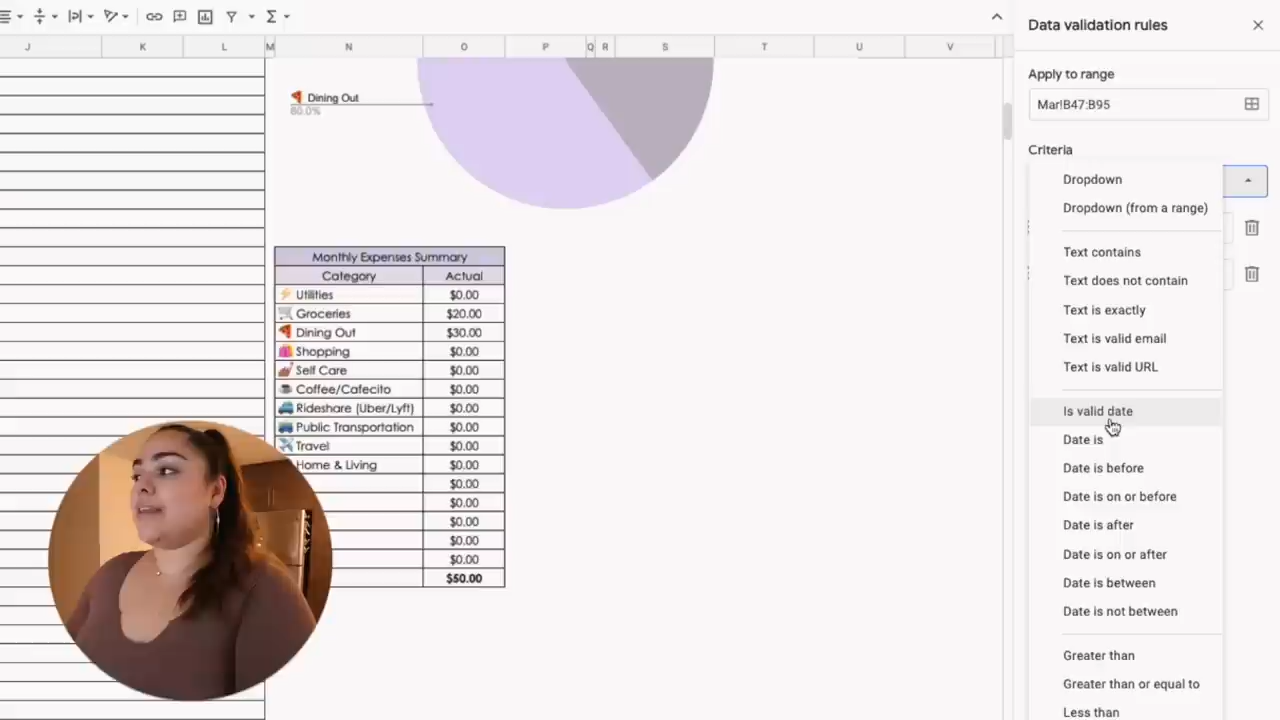 Data validation rules
J K L M N O P Q R S T U V
Apply to range
Mar!B47:B95
Criteria
Dropdown
Dropdown (from a range)
Text contains
Text does not contain
Text is exactly
Text is valid email
Text is valid URL
Is valid date
Date is
Date is before
Date is on or before
Date is after
Date is on or after
Date is between
Date is not between
Greater than
Greater than or equal to
Less than
Dining Out
60.0%
Monthly Expenses Summary
Category Actual
Utilities $0.00
Groceries $20.00
Dining Out $30.00
Shopping $0.00
Self Care $0.00
Coffee/Cafecito $0.00
Rideshare (Uber/Lyft) $0.00
Public Transportation $0.00
Travel $0.00
Home & Living $0.00
$0.00
$0.00
$0.00
$0.00
$0.00
$50.00